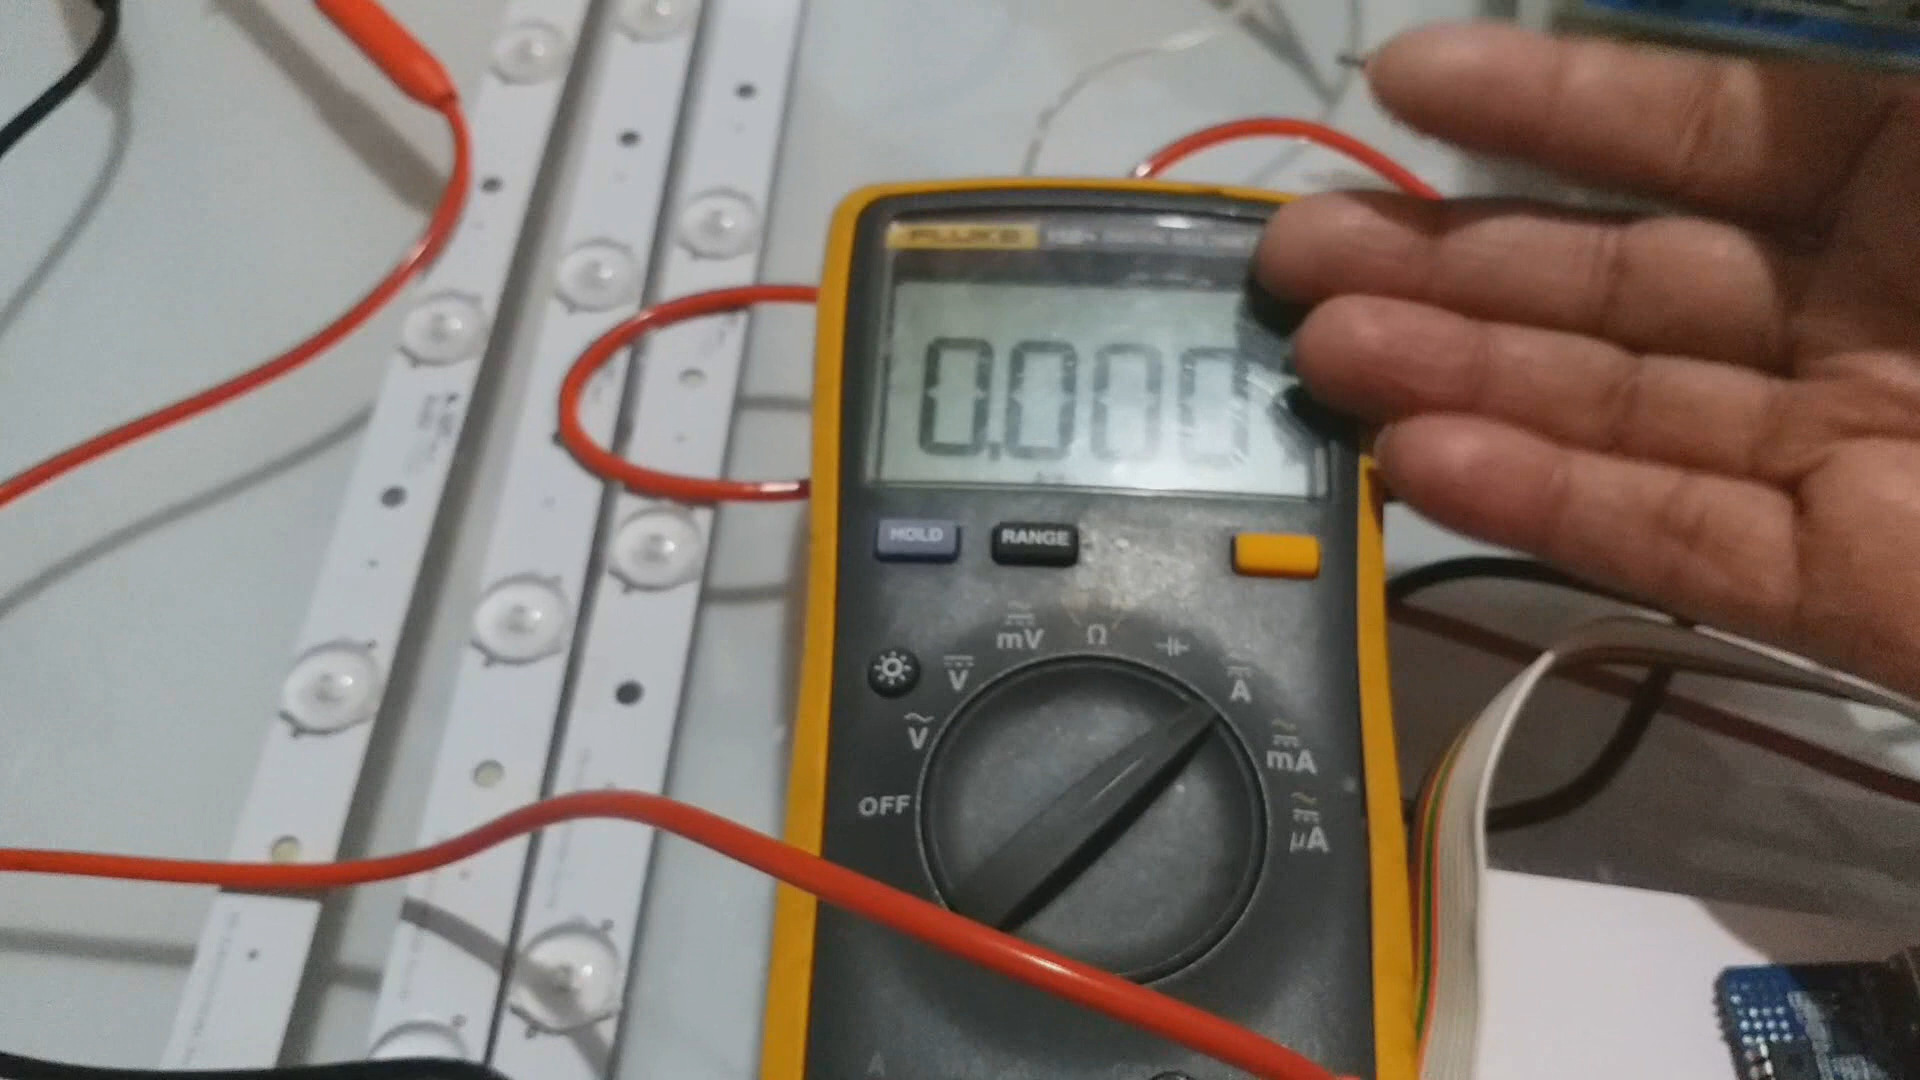 FLUKE
0.000
HOLD
RANGE
mV
Ω
V
A
V
mA
OFF
µA
A